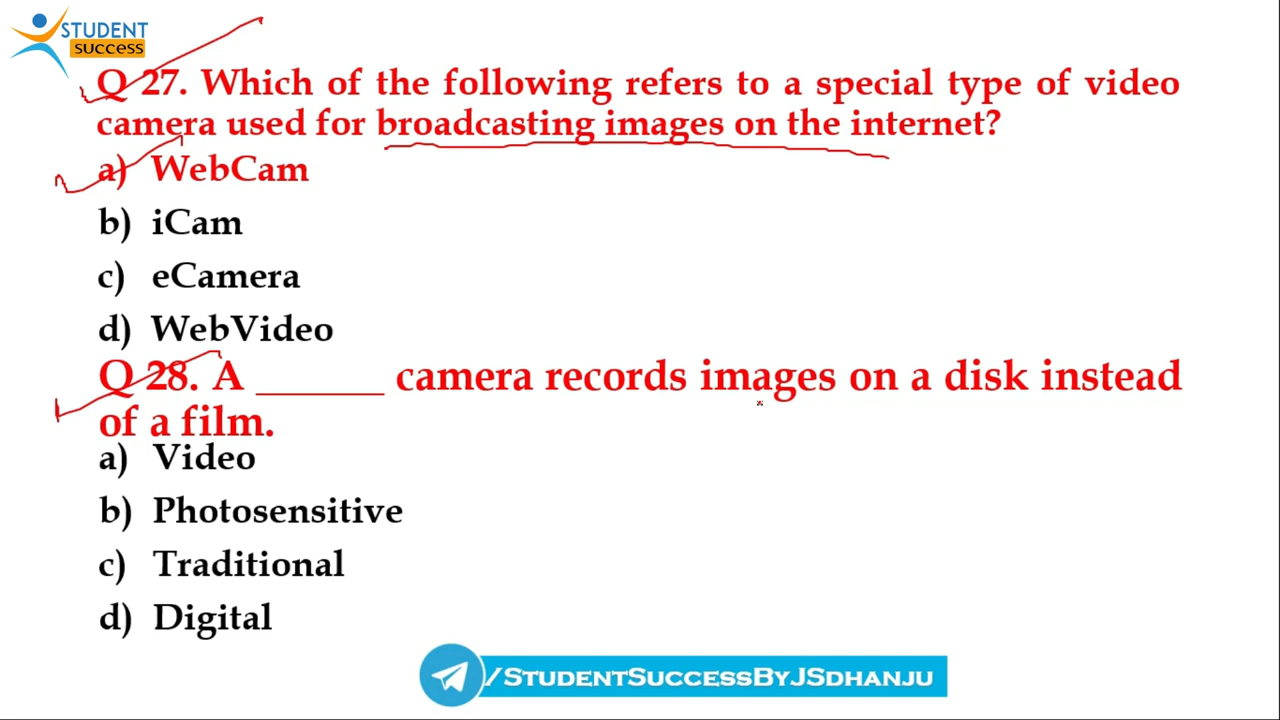 STUDENT
success
Q 27. Which of the following refers to a special type of video
camera used for broadcasting images on the internet?
a) WebCam
b) iCam
c) eCamera
d) WebVideo
Q 28. A ______ camera records images on a disk instead
of a film.
a) Video
b) Photosensitive
c) Traditional
d) Digital
/StudentSuccessByJSdhanju